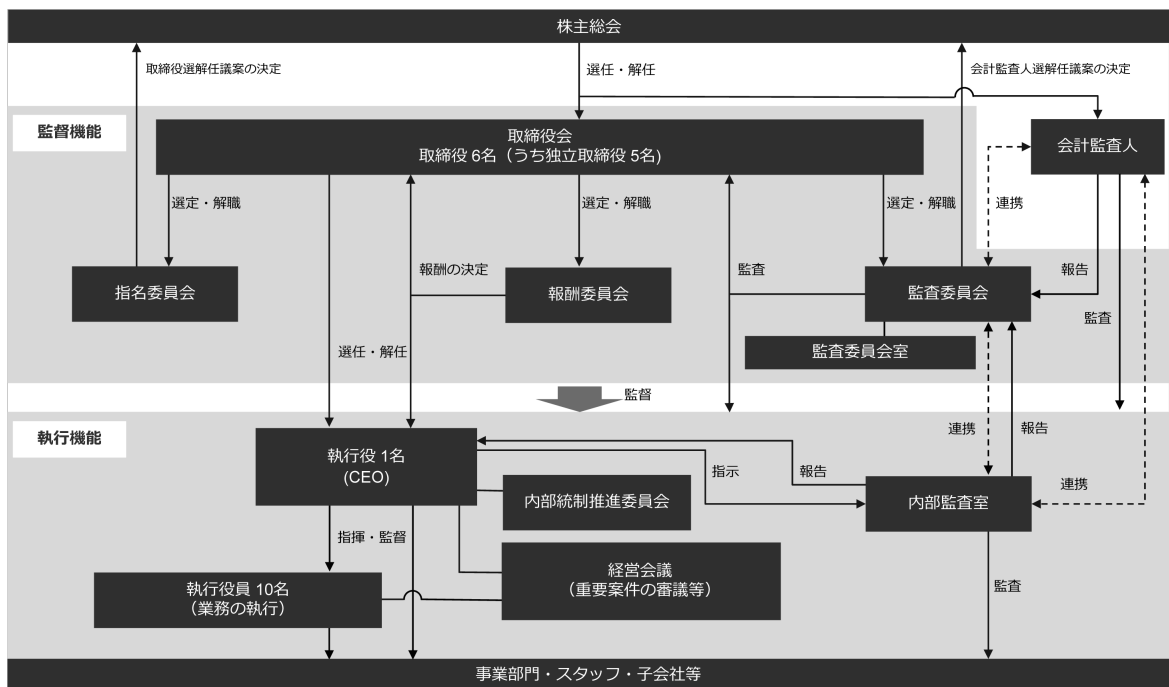 株主総会
取締役選解任議案の決定
選任・解任
会計監査人選解任議案の決定
監督機能
取締役会
取締役 6名（うち独立取締役 5名)
会計監査人
選定・解職
選定・解職
選定・解職
連携
指名委員会
報酬の決定
報酬委員会
監査
監査委員会
報告
監査
選任・解任
監査委員会室
監督
執行機能
執行役 1名
(CEO)
報告
指示
連携
報告
連携
内部統制推進委員会
内部監査室
指揮・監督
経営会議
（重要案件の審議等）
執行役員 10名
（業務の執行）
監査
事業部門・スタッフ・子会社等